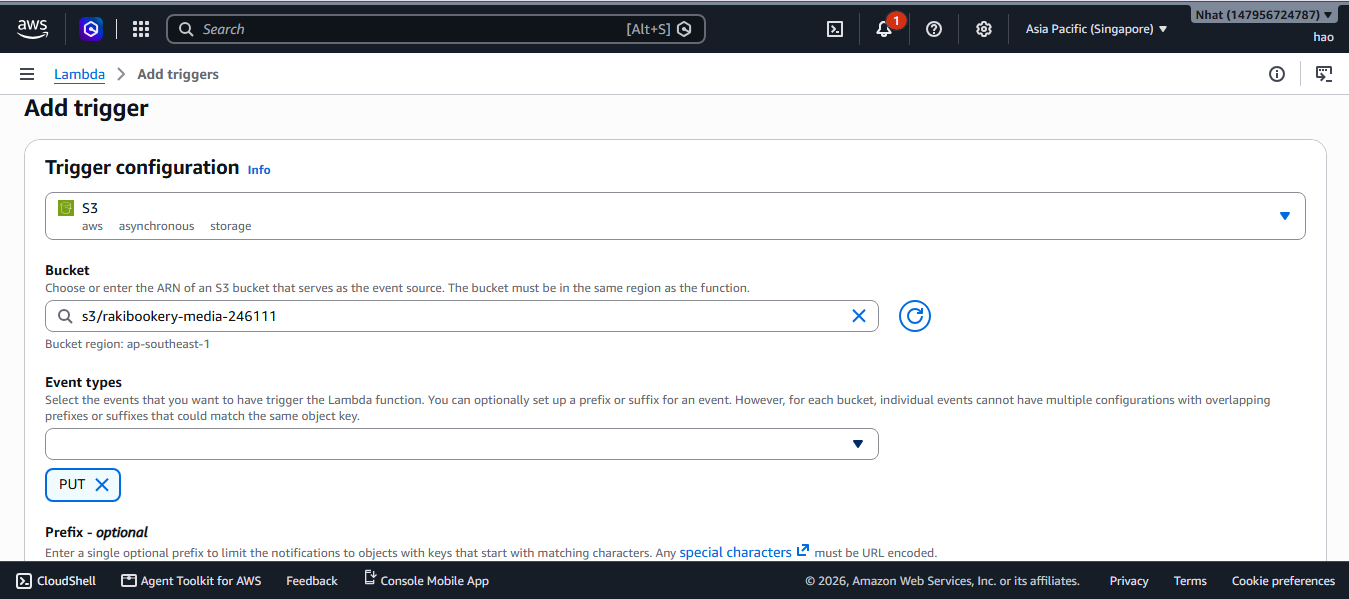 aws
Search [Alt+S]
1
Asia Pacific (Singapore)
Nhat (147956724787)
hao
Lambda
Add triggers
Add trigger
Trigger configuration Info
S3
aws asynchronous storage
Bucket
Choose or enter the ARN of an S3 bucket that serves as the event source. The bucket must be in the same region as the function.
s3/rakibookery-media-246111
Bucket region: ap-southeast-1
Event types
Select the events that you want to have trigger the Lambda function. You can optionally set up a prefix or suffix for an event. However, for each bucket, individual events cannot have multiple configurations with overlapping
prefixes or suffixes that could match the same object key.
PUT
Prefix - optional
Enter a single optional prefix to limit the notifications to objects with keys that start with matching characters. Any special characters must be URL encoded.
CloudShell Agent Toolkit for AWS Feedback Console Mobile App © 2026, Amazon Web Services, Inc. or its affiliates. Privacy Terms Cookie preferences